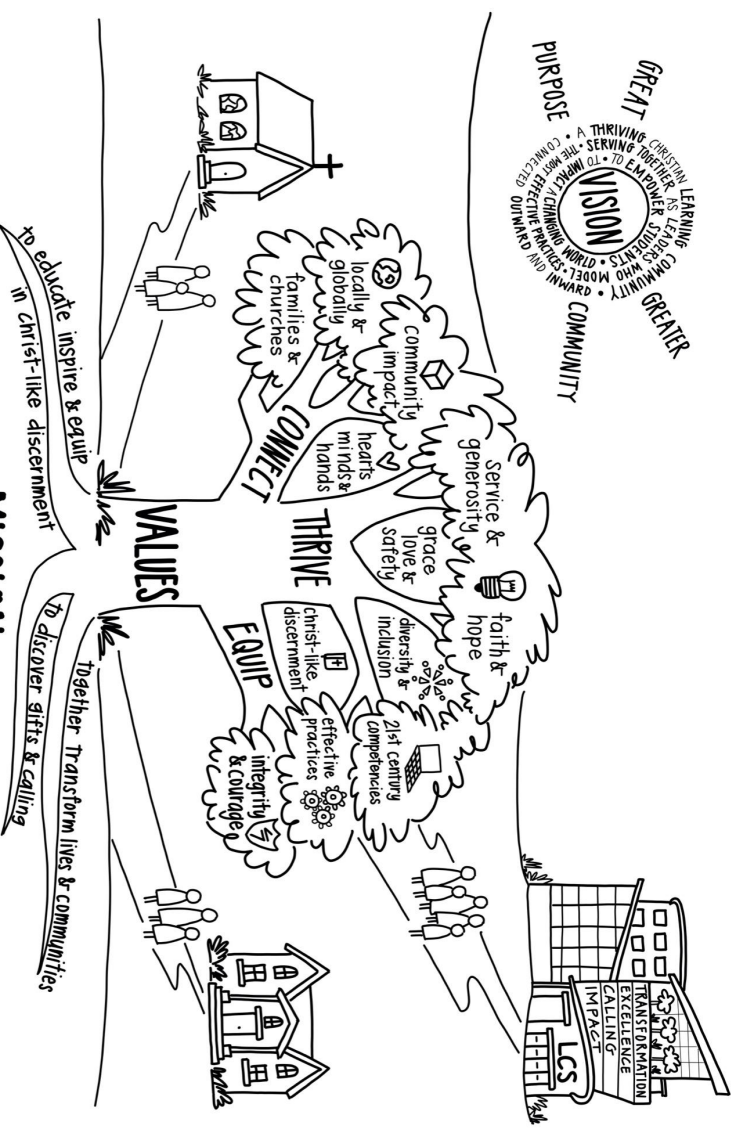 GREAT
GREATER
PURPOSE
COMMUNITY
• A THRIVING CHRISTIAN LEARNING COMMUNITY • CONNECTED OUTWARD AND INWARD
• SERVING TOGETHER AS LEADERS WHO MODEL • THE MOST EFFECTIVE PRACTICES
• TO EMPOWER STUDENTS • TO IMPACT A CHANGING WORLD
VISION
TRANSFORMATION
EXCELLENCE
CALLING
IMPACT
LCS
service &
generosity
faith &
hope
community
impact
grace
love &
safety
diversity &
inclusion
21st century
competencies
locally &
globally
hearts
minds &
hands
families &
churches
christ-like
discernment
effective
practices
integrity
& courage
CONNECT
THRIVE
EQUIP
VALUES
to educate inspire & equip
in christ-like discernment
together transform lives & communities
to discover gifts & calling
MISSION